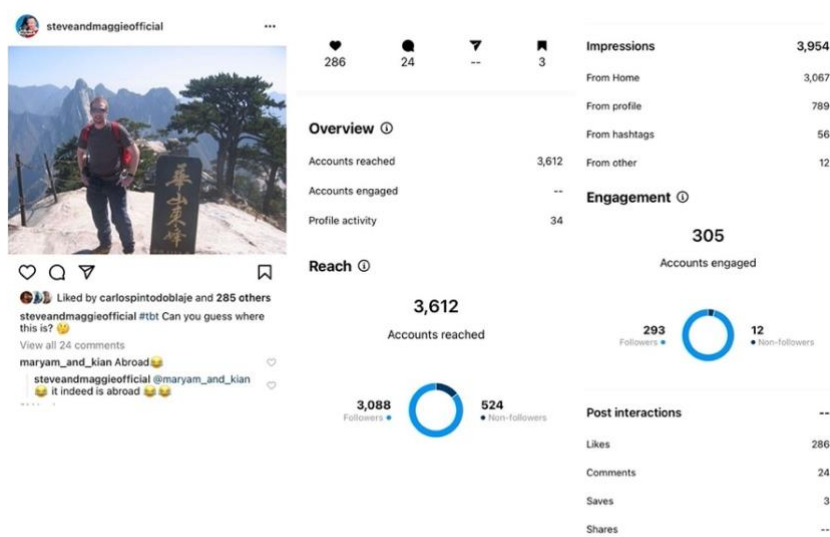 steveandmaggieofficial
華山東峰
Liked by carlospintodoblaje and 285 others
steveandmaggieofficial #tbt Can you guess where
this is? 🤔
View all 24 comments
maryam_and_kian Abroad😂
steveandmaggieofficial @maryam_and_kian
😂 it indeed is abroad 😂😂
286
24
--
3
Overview
Accounts reached
3,612
Accounts engaged
--
Profile activity
34
Reach
3,612
Accounts reached
3,088
Followers
524
Non-followers
Impressions
3,954
From Home
3,067
From profile
789
From hashtags
56
From other
12
Engagement
305
Accounts engaged
293
Followers
12
Non-followers
Post interactions
--
Likes
286
Comments
24
Saves
3
Shares
--